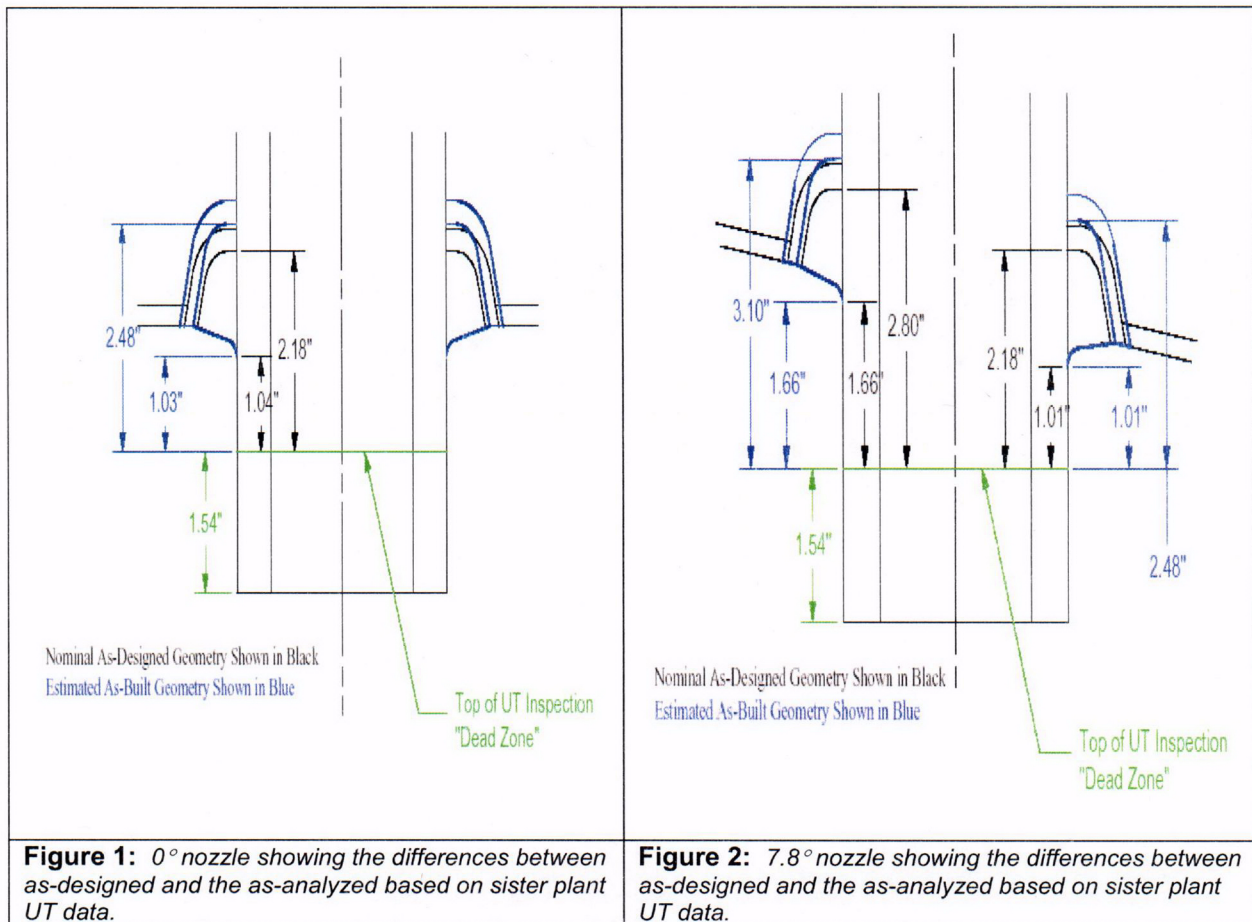 2.48"
2.18"
1.03"
1.04"
1.54"
Nominal As-Designed Geometry Shown in Black
Estimated As-Built Geometry Shown in Blue
Top of UT Inspection
"Dead Zone"
Figure 1: 0° nozzle showing the differences between
as-designed and the as-analyzed based on sister plant
UT data.
3.10"
2.80"
2.18"
1.66"
1.66"
1.01"
1.01"
1.54"
2.48"
Nominal As-Designed Geometry Shown in Black
Estimated As-Built Geometry Shown in Blue
Top of UT Inspection
"Dead Zone"
Figure 2: 7.8° nozzle showing the differences between
as-designed and the as-analyzed based on sister plant
UT data.